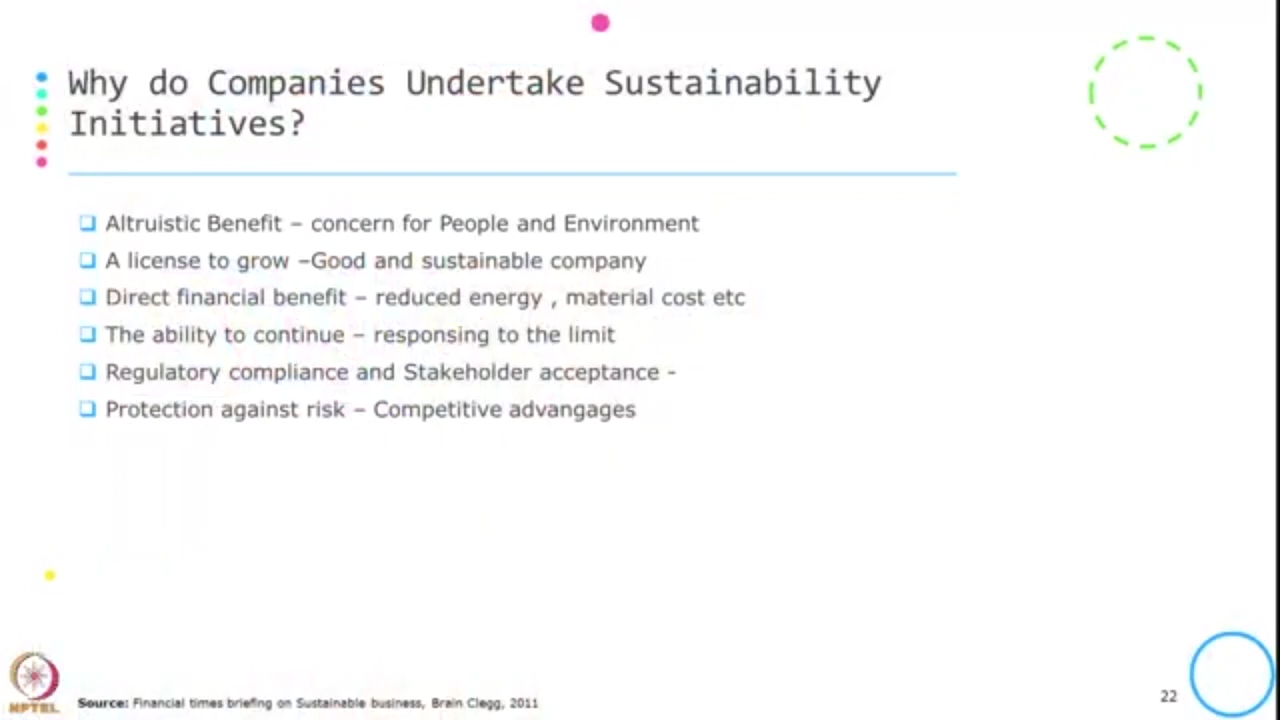 Why do Companies Undertake Sustainability
Initiatives?
Altruistic Benefit – concern for People and Environment
A license to grow –Good and sustainable company
Direct financial benefit – reduced energy , material cost etc
The ability to continue – responsing to the limit
Regulatory compliance and Stakeholder acceptance -
Protection against risk – Competitive advangages
NPTEL
Source: Financial times briefing on Sustainable business, Brain Clegg, 2011
22